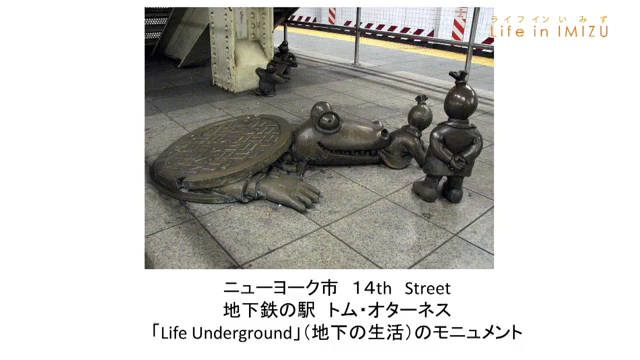 ライフ イン い み ず
Life in IMIZU
ニューヨーク市　１４th　Street
地下鉄の駅　トム・オターネス
「Life Underground」（地下の生活）のモニュメント